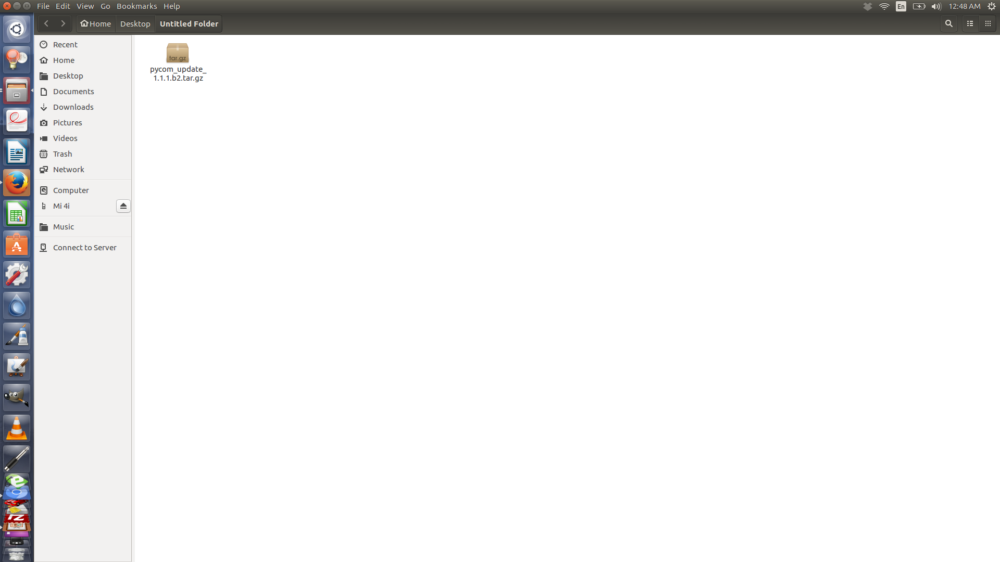 File Edit View Go Bookmarks Help
En 12:48 AM
Home Desktop Untitled Folder
Recent
Home
Desktop
Documents
Downloads
Pictures
Videos
Trash
Network
Computer
Mi 4i
Music
Connect to Server
tar.gz
pycom_update_
1.1.1.b2.tar.gz